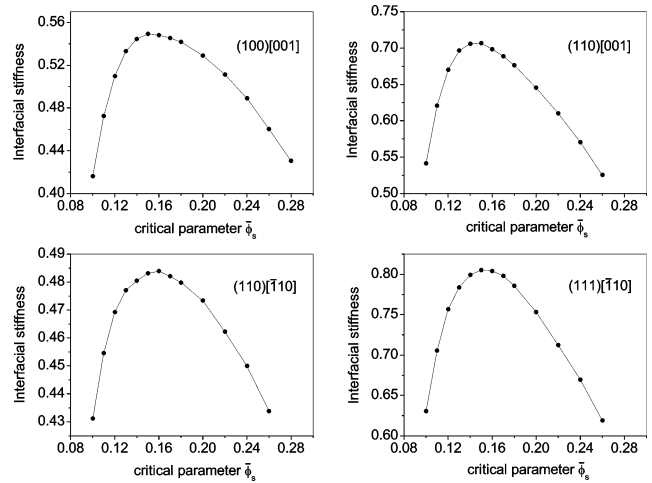 Interfacial stiffness
0.56
0.52
0.48
0.44
0.40
(100)[001]
0.08 0.12 0.16 0.20 0.24 0.28
critical parameter ϕ̄s
Interfacial stiffness
0.75
0.70
0.65
0.60
0.55
0.50
(110)[001]
0.08 0.12 0.16 0.20 0.24 0.28
critical parameter ϕ̄s
Interfacial stiffness
0.49
0.48
0.47
0.46
0.45
0.44
0.43
(110)[1̄10]
0.08 0.12 0.16 0.20 0.24 0.28
critical parameter ϕ̄s
Interfacial stiffness
0.80
0.75
0.70
0.65
0.60
(111)[1̄10]
0.08 0.12 0.16 0.20 0.24 0.28
critical parameter ϕ̄s